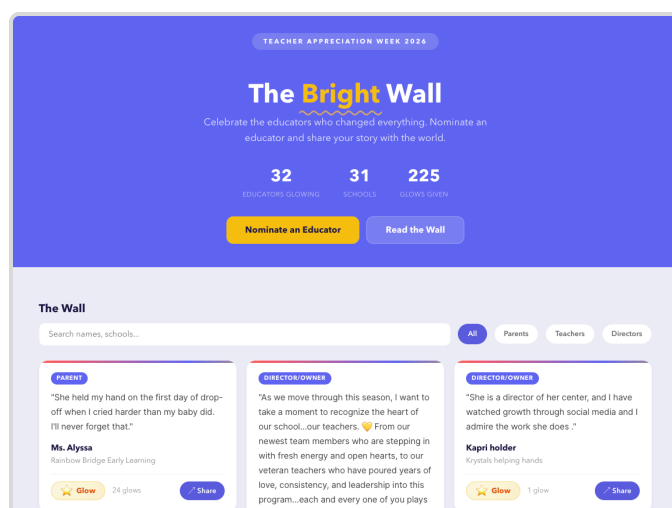 TEACHER APPRECIATION WEEK 2026
The Bright Wall
Celebrate the educators who changed everything. Nominate an
educator and share your story with the world.
32
EDUCATORS GLOWING
31
SCHOOLS
225
GLOWS GIVEN
Nominate an Educator
Read the Wall
The Wall
Search names, schools...
All
Parents
Teachers
Directors
PARENT
"She held my hand on the first day of drop-
off when I cried harder than my baby did.
I'll never forget that."
Ms. Alyssa
Rainbow Bridge Early Learning
Glow
24 glows
Share
DIRECTOR/OWNER
"As we move through this season, I want to
take a moment to recognize the heart of
our school...our teachers. 💛 From our
newest team members who are stepping in
with fresh energy and open hearts, to our
veteran teachers who have poured years of
love, consistency, and leadership into this
program...each and every one of you plays
DIRECTOR/OWNER
"She is a director of her center, and I have
watched growth through social media and I
admire the work she does ."
Kapri holder
Krystals helping hands
Glow
1 glow
Share